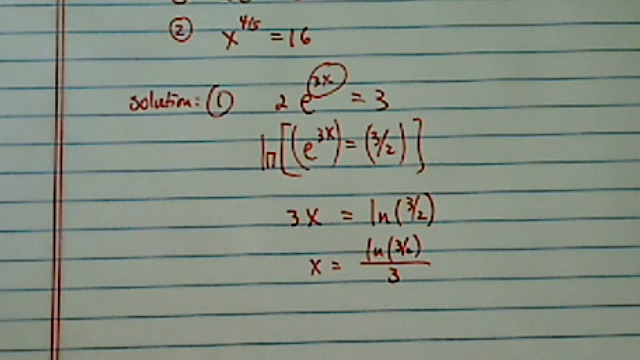 ② x^{4/5} = 16
Solution: ① 2 e^{3x} = 3
ln[(e^{3x}) = (3/2)]
3x = ln(3/2)
x = ln(3/2) / 3